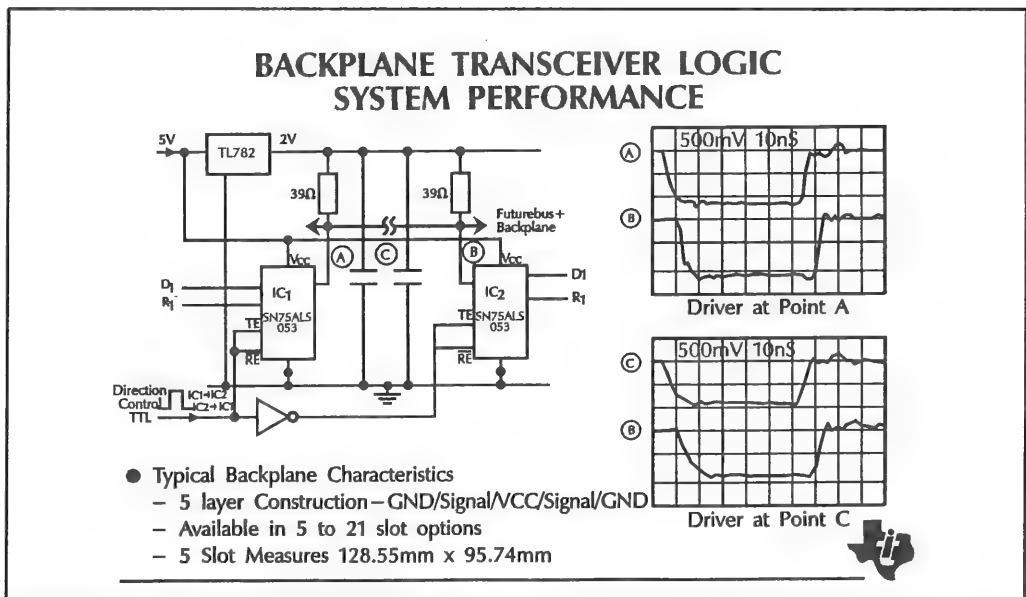 BACKPLANE TRANSCEIVER LOGIC
SYSTEM PERFORMANCE
5V
TL782
2V
39Ω
39Ω
Futurebus+
Backplane
A
C
B
VCC
VCC
D1
R1
IC1
SN75ALS
053
TE
RE
IC2
SN75ALS
053
TE
RE
D1
R1
Direction
Control
TTL
IC1→IC2
IC2→IC1
500mV 10nS
A
B
Driver at Point A
500mV 10nS
C
B
Driver at Point C
● Typical Backplane Characteristics
– 5 layer Construction – GND/Signal/VCC/Signal/GND
– Available in 5 to 21 slot options
– 5 Slot Measures 128.55mm x 95.74mm